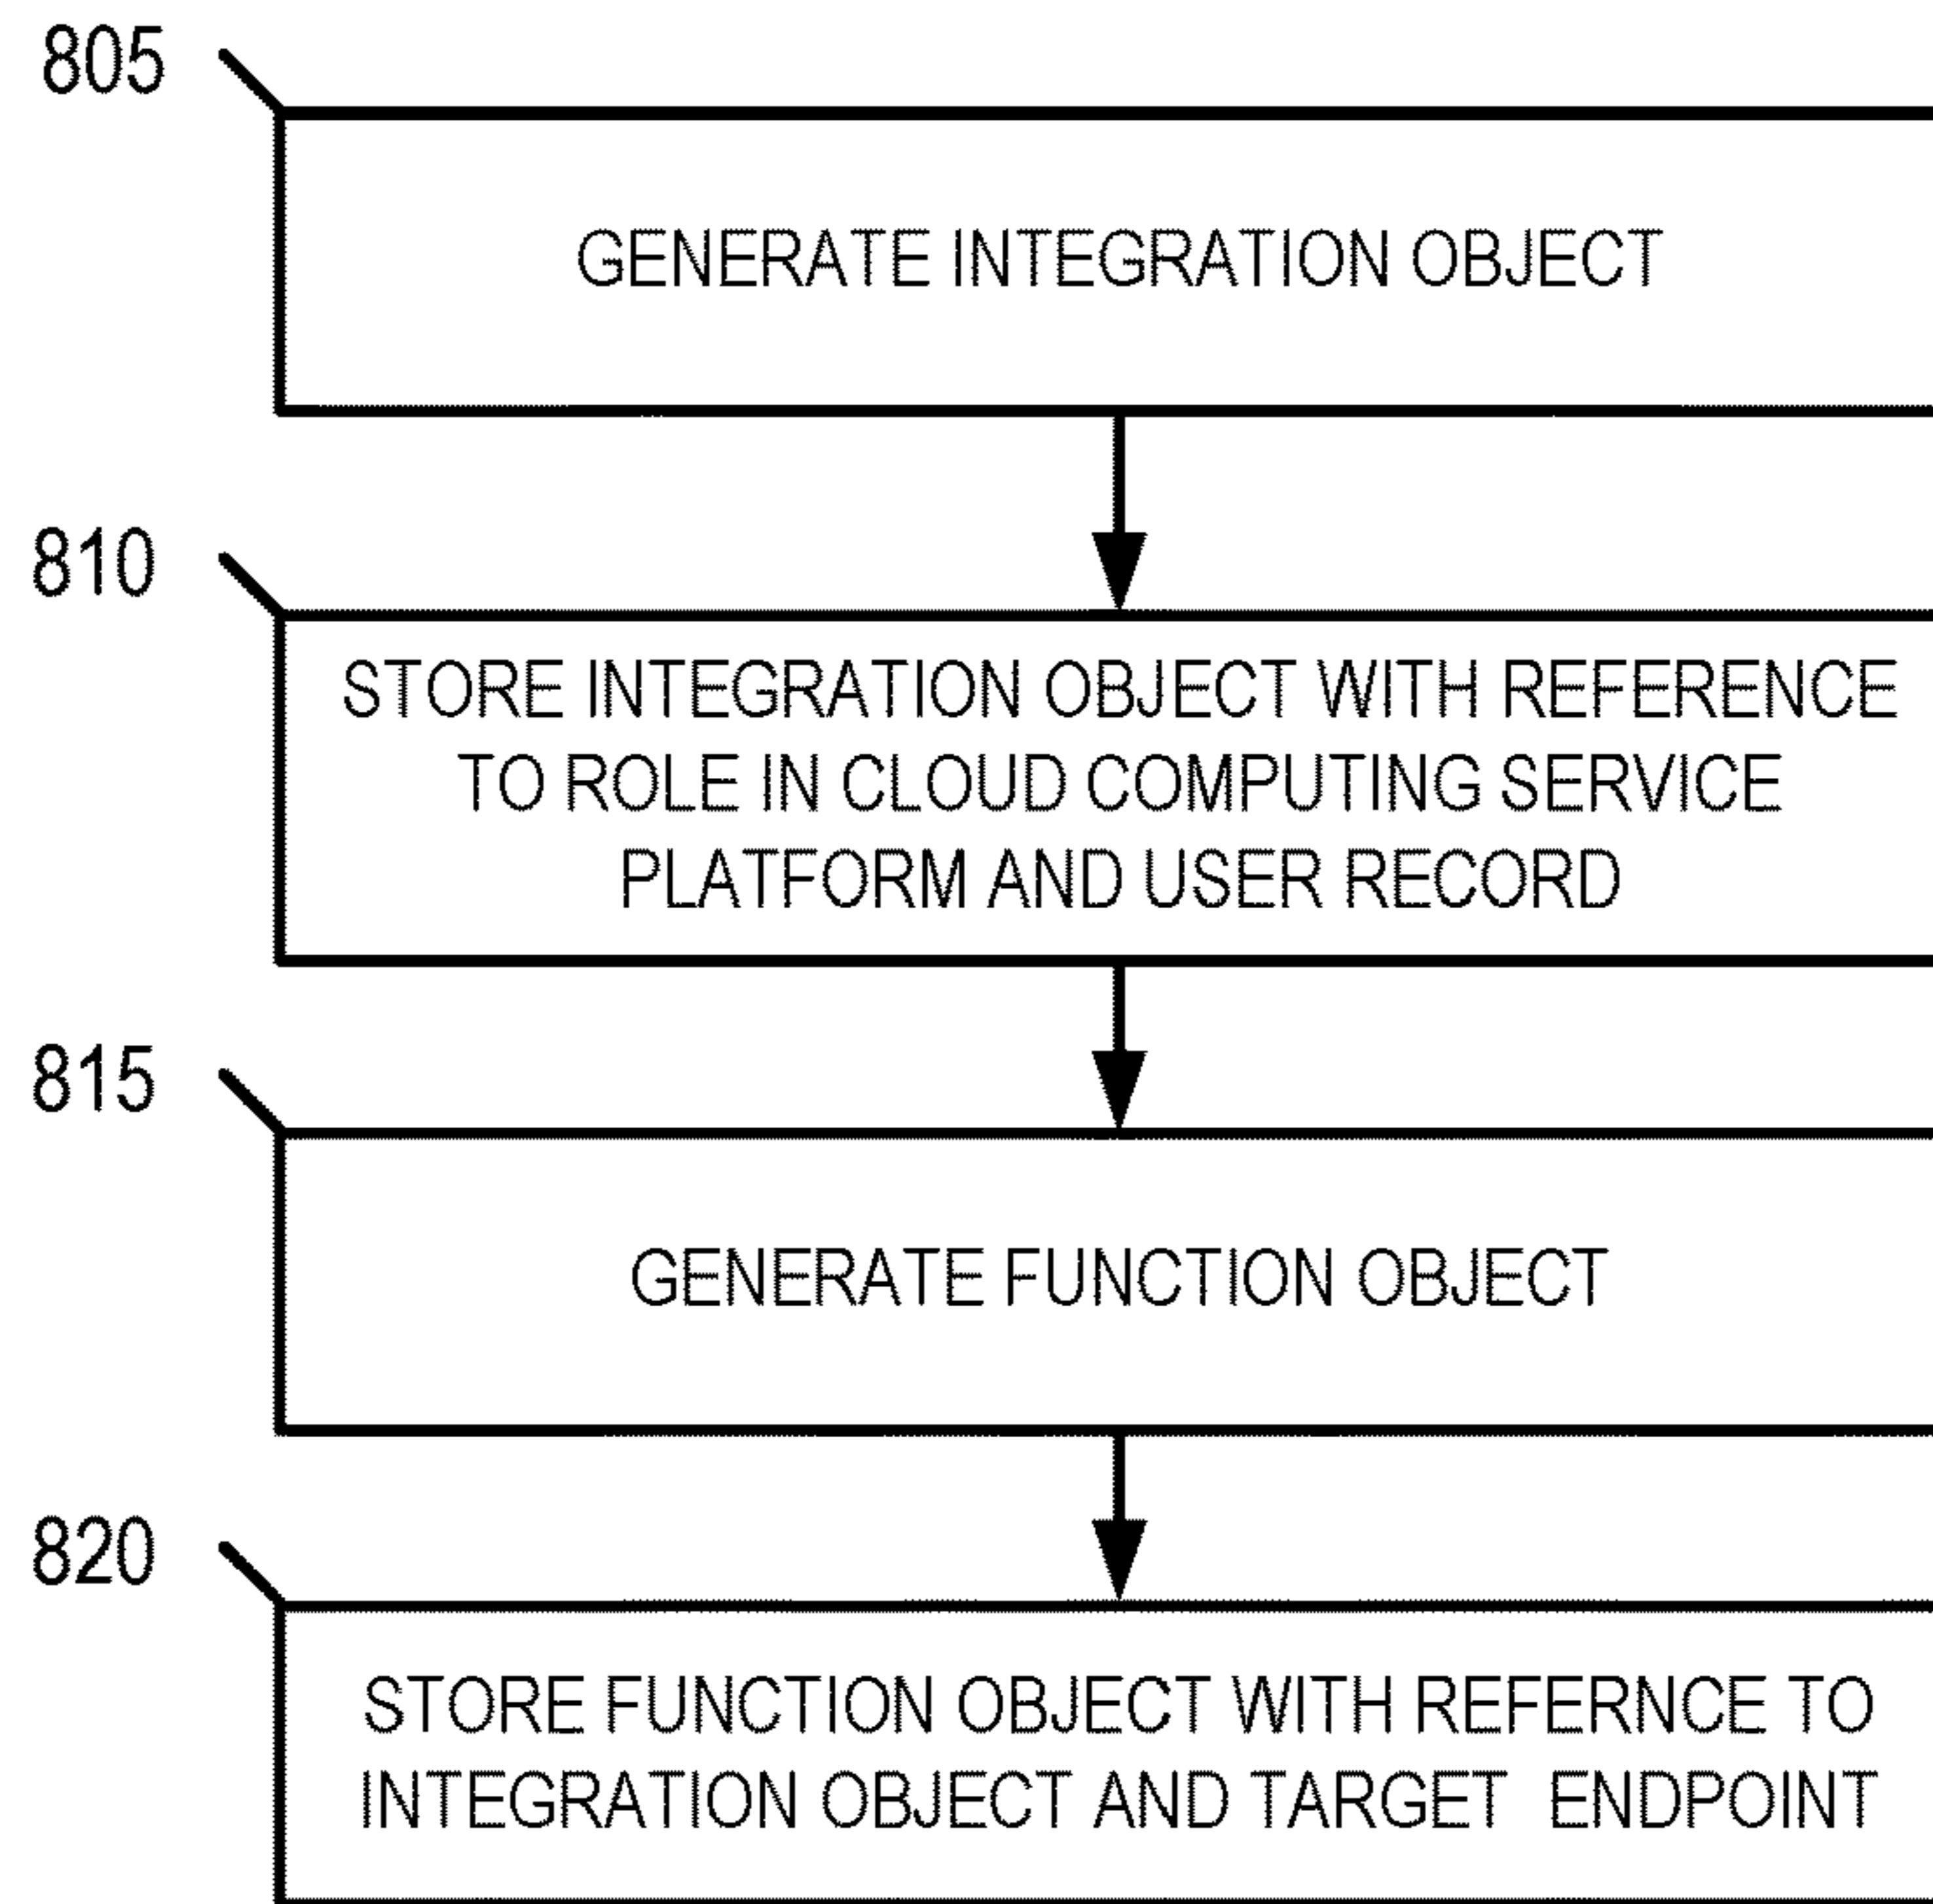 805
GENERATE INTEGRATION OBJECT
810
STORE INTEGRATION OBJECT WITH REFERENCE
TO ROLE IN CLOUD COMPUTING SERVICE
PLATFORM AND USER RECORD
815
GENERATE FUNCTION OBJECT
820
STORE FUNCTION OBJECT WITH REFERNCE TO
INTEGRATION OBJECT AND TARGET ENDPOINT